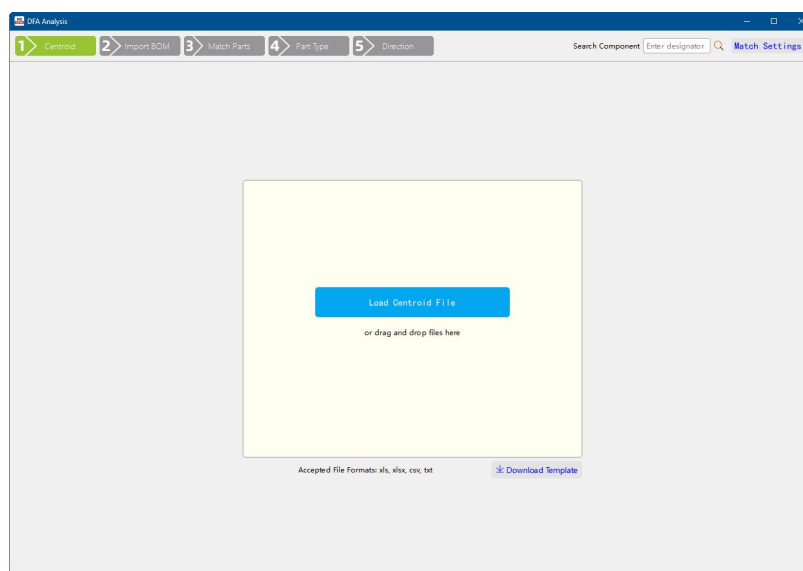 DFA Analysis
1 Centroid 2 Import BOM 3 Match Parts 4 Part Type 5 Direction Search Component Enter designator Match Settings
Load Centroid File
or drag and drop files here
Accepted File Formats: xls, xlsx, csv, txt Download Template